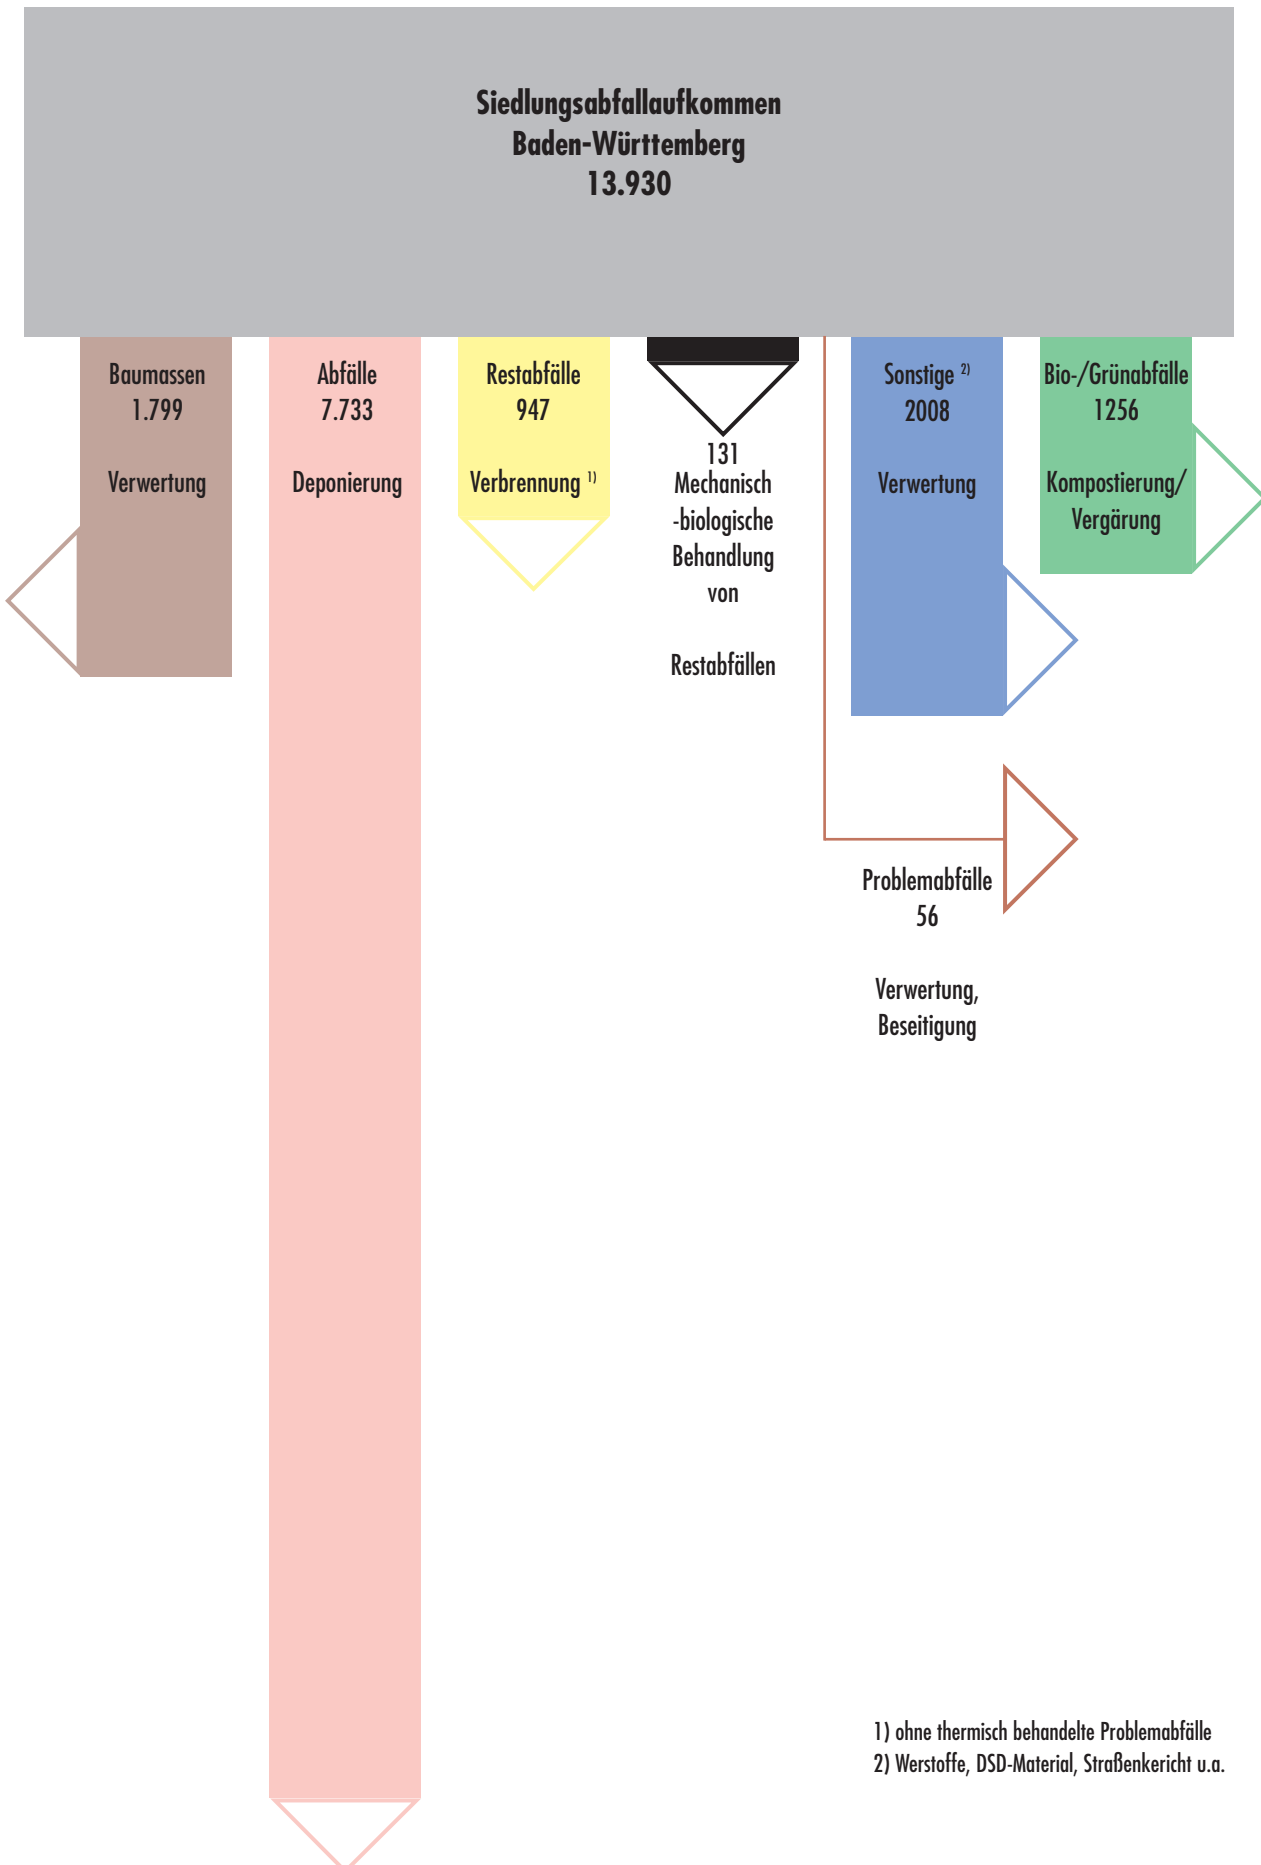 Siedlungsabfallaufkommen
Baden-Württemberg
13.930
Baumassen
1.799
Verwertung
Abfälle
7.733
Deponierung
Restabfälle
947
Verbrennung 1)
131
Mechanisch
-biologische
Behandlung
von
Restabfällen
Sonstige 2)
2008
Verwertung
Bio-/Grünabfälle
1256
Kompostierung/
Vergärung
Problemabfälle
56
Verwertung,
Beseitigung
1) ohne thermisch behandelte Problemabfälle
2) Werstoffe, DSD-Material, Straßenkericht u.a.